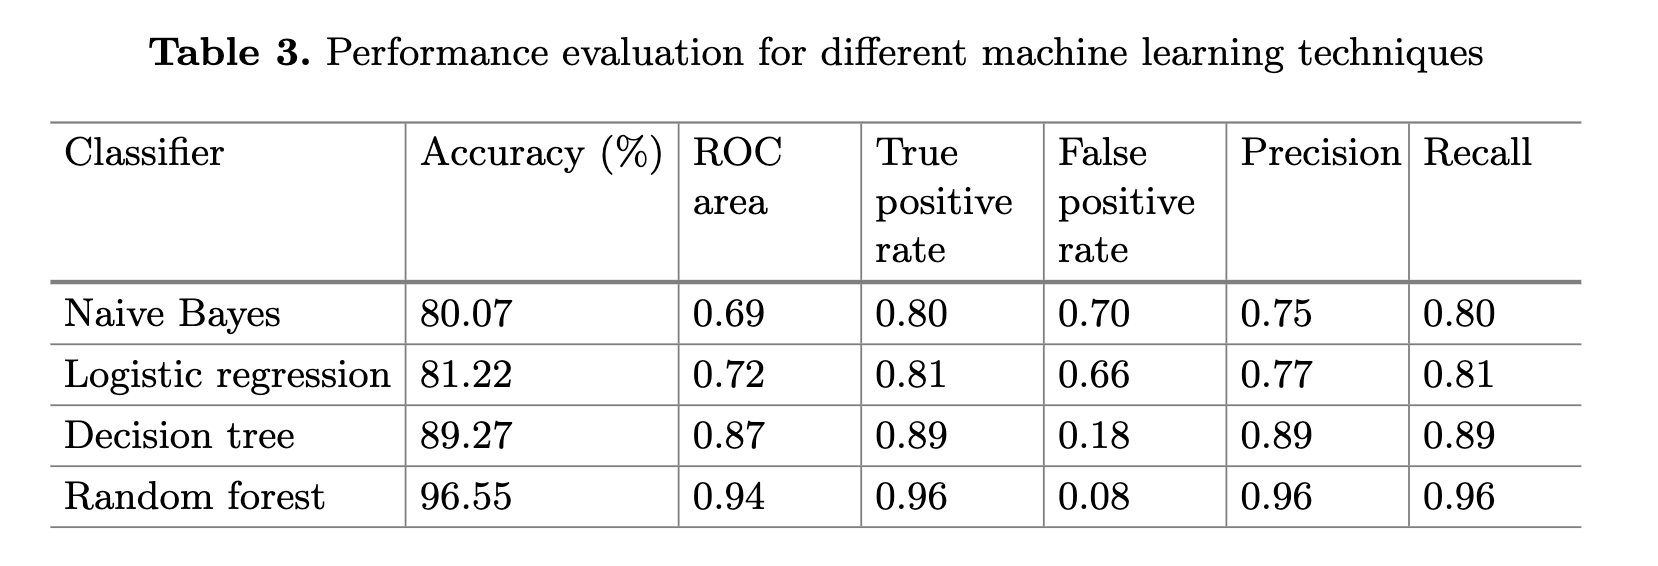 Table 3. Performance evaluation for different machine learning techniques
Classifier Accuracy (%) ROC area True positive rate False positive rate Precision Recall
Naive Bayes 80.07 0.69 0.80 0.70 0.75 0.80
Logistic regression 81.22 0.72 0.81 0.66 0.77 0.81
Decision tree 89.27 0.87 0.89 0.18 0.89 0.89
Random forest 96.55 0.94 0.96 0.08 0.96 0.96